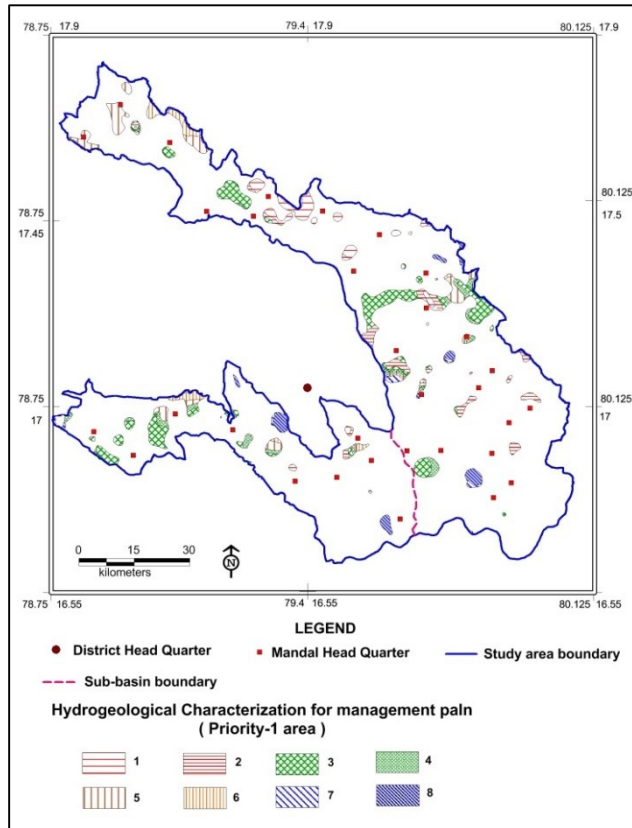 78.75 17.9
79.4 17.9
80.125 17.9
80.125
17.5
78.75
17.45
78.75
17
80.125
17
0 15 30
kilometers
N
78.75 16.55
79.4 16.55
80.125 16.55
LEGEND
District Head Quarter Mandal Head Quarter Study area boundary
Sub-basin boundary
Hydrogeological Characterization for management paln
( Priority-1 area )
1 2 3 4
5 6 7 8